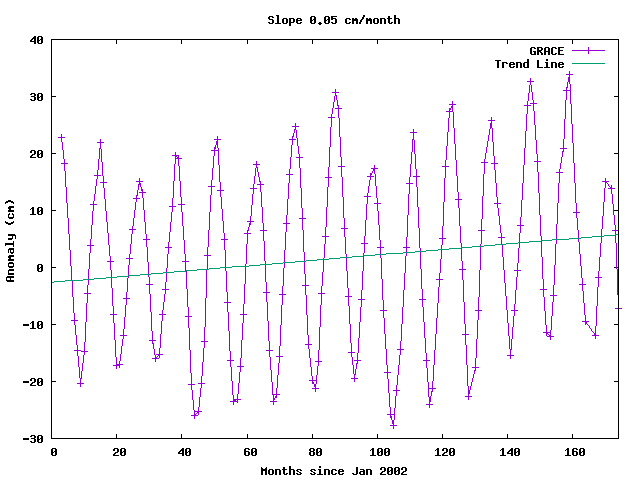 Slope 0.05 cm/month
GRACE
Trend Line
40
30
20
10
0
-10
-20
-30
Anomaly (cm)
0 20 40 60 80 100 120 140 160
Months since Jan 2002